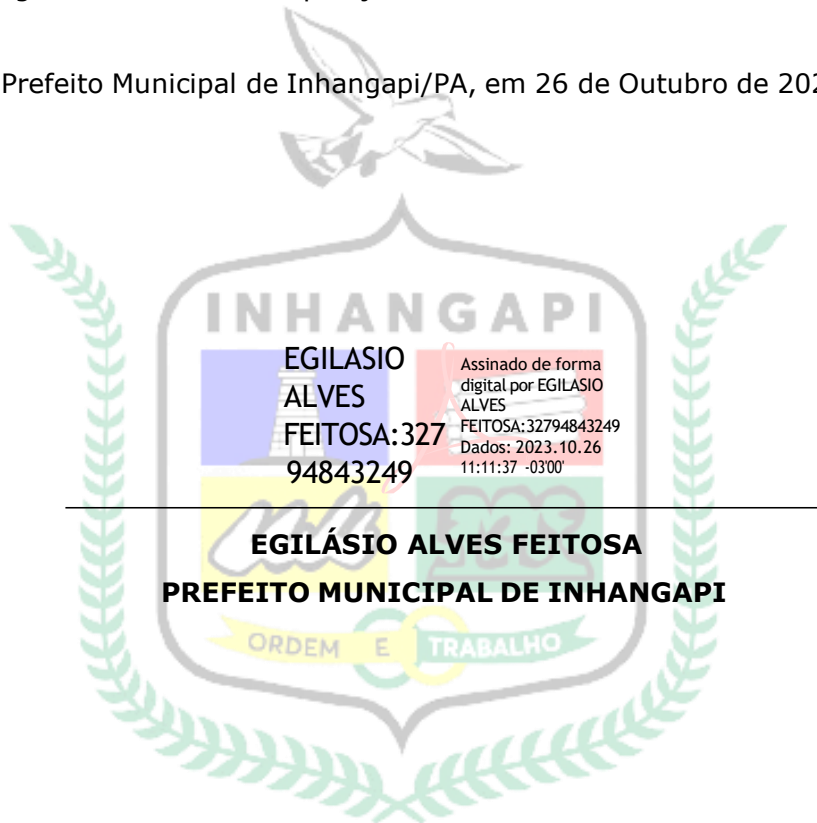 Prefeito Municipal de Inhangapi/PA, em 26 de Outubro de 202
INHANGAPI
EGILASIO
ALVES
FEITOSA:327
94843249
Assinado de forma
digital por EGILASIO
ALVES
FEITOSA:32794843249
Dados: 2023.10.26
11:11:37 -03'00'
EGILÁSIO ALVES FEITOSA
PREFEITO MUNICIPAL DE INHANGAPI
ORDEM E TRABALHO